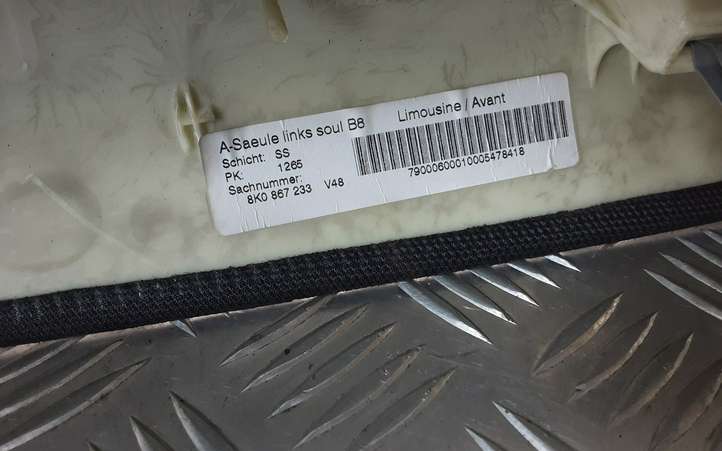 A-Saeule links soul B8 Limousine / Avant
Schicht: SS
PK: 1265
Sachnummer:
8K0 867 233 V48
79000600010005478418